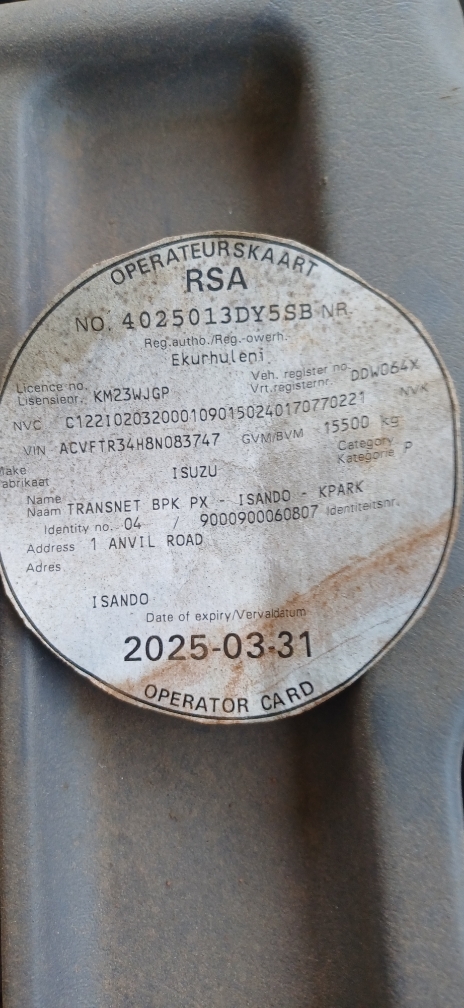 OPERATEURSKAART
RSA
NO. 4025013DY5SB NR.
Reg.autho./Reg.-owerh.
Ekurhuleni
Licence no. Veh. register no.
Lisensienr. KM23WJGP Vrt.registernr. DDW064X
NVC C1221020320001090150240170770221 NVK
VIN ACVFTR34H8N083747 GVM/BVM 15500 kg
Make ISUZU Category
Fabrikaat Kategorie P
Name
Naam TRANSNET BPK PX - ISANDO - KPARK
Identity no. 04 / 9000900060807 Identiteitsnr.
Address 1 ANVIL ROAD
Adres
ISANDO
Date of expiry/Vervaldatum
2025-03-31
OPERATOR CARD